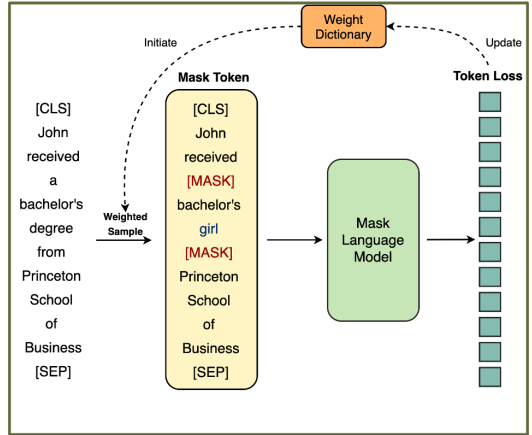 Weight
Dictionary
Initiate
Update
Mask Token
Token Loss
[CLS]
John
received
a
bachelor's
degree
from
Princeton
School
of
Business
[SEP]
Weighted
Sample
[CLS]
John
received
[MASK]
bachelor's
girl
[MASK]
Princeton
School
of
Business
[SEP]
Mask
Language
Model